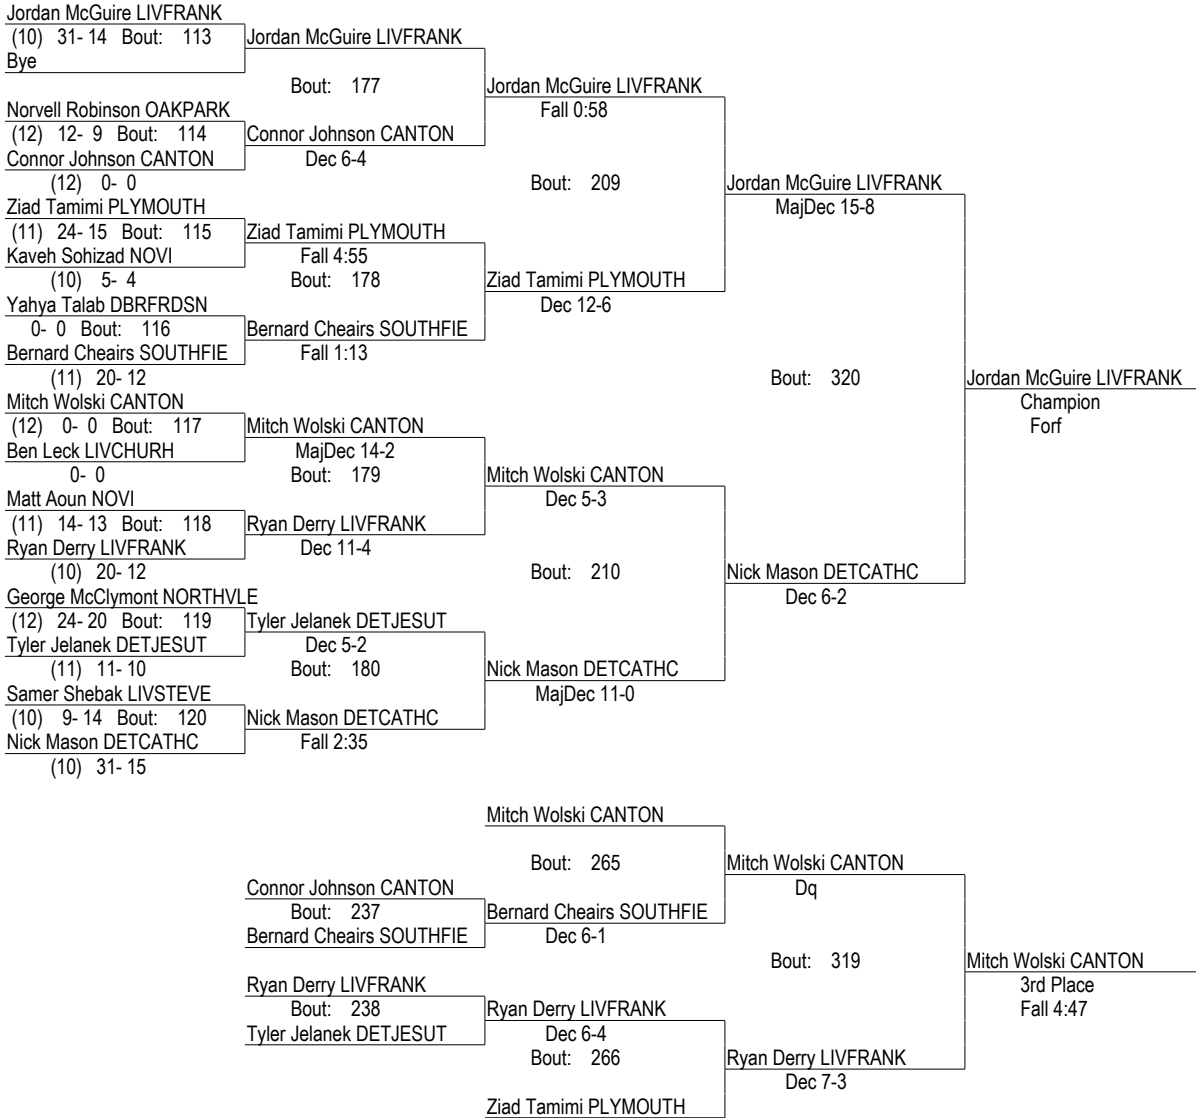 Jordan McGuire LIVFRANK
(10) 31- 14 Bout: 113
Jordan McGuire LIVFRANK
Bye
Bout: 177
Jordan McGuire LIVFRANK
Fall 0:58
Norvell Robinson OAKPARK
(12) 12- 9 Bout: 114
Connor Johnson CANTON
Connor Johnson CANTON
Dec 6-4
(12) 0- 0
Bout: 209
Jordan McGuire LIVFRANK
MajDec 15-8
Ziad Tamimi PLYMOUTH
(11) 24- 15 Bout: 115
Ziad Tamimi PLYMOUTH
Kaveh Sohizad NOVI
Fall 4:55
(10) 5- 4
Bout: 178
Ziad Tamimi PLYMOUTH
Dec 12-6
Yahya Talab DBRFRDSN
0- 0 Bout: 116
Bernard Cheairs SOUTHFIE
Bernard Cheairs SOUTHFIE
Fall 1:13
(11) 20- 12
Bout: 320
Jordan McGuire LIVFRANK
Champion
Forf
Mitch Wolski CANTON
(12) 0- 0 Bout: 117
Mitch Wolski CANTON
Ben Leck LIVCHURH
MajDec 14-2
0- 0
Bout: 179
Mitch Wolski CANTON
Dec 5-3
Matt Aoun NOVI
(11) 14- 13 Bout: 118
Ryan Derry LIVFRANK
Ryan Derry LIVFRANK
Dec 11-4
(10) 20- 12
Bout: 210
Nick Mason DETCATHC
Dec 6-2
George McClymont NORTHVLE
(12) 24- 20 Bout: 119
Tyler Jelanek DETJESUT
Tyler Jelanek DETJESUT
Dec 5-2
(11) 11- 10
Bout: 180
Nick Mason DETCATHC
MajDec 11-0
Samer Shebak LIVSTEVE
(10) 9- 14 Bout: 120
Nick Mason DETCATHC
Nick Mason DETCATHC
Fall 2:35
(10) 31- 15
Mitch Wolski CANTON
Bout: 265
Mitch Wolski CANTON
Dq
Connor Johnson CANTON
Bout: 237
Bernard Cheairs SOUTHFIE
Bernard Cheairs SOUTHFIE
Dec 6-1
Bout: 319
Mitch Wolski CANTON
3rd Place
Fall 4:47
Ryan Derry LIVFRANK
Bout: 238
Ryan Derry LIVFRANK
Tyler Jelanek DETJESUT
Dec 6-4
Bout: 266
Ryan Derry LIVFRANK
Dec 7-3
Ziad Tamimi PLYMOUTH